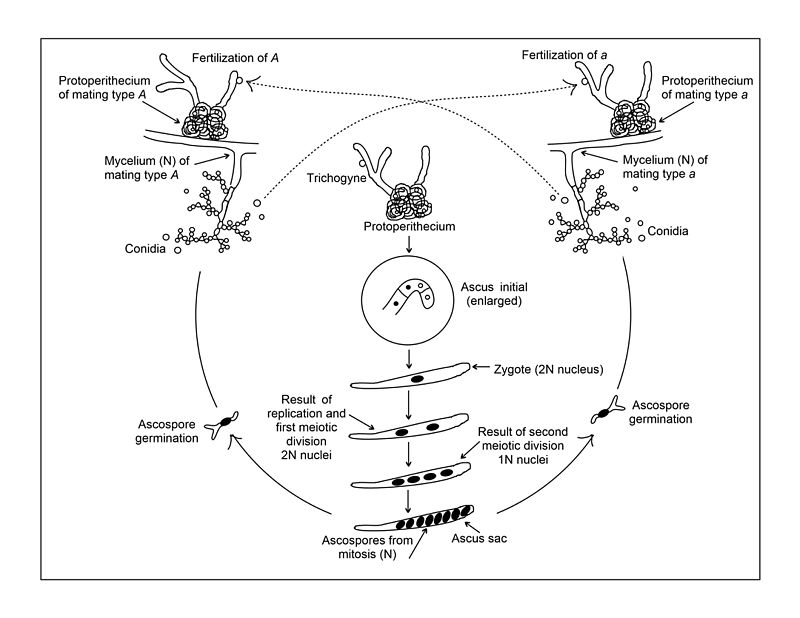 Fertilization of A
Fertilization of a
Protoperithecium
of mating type A
Protoperithecium
of mating type a
Mycelium (N) of
mating type A
Mycelium (N) of
mating type a
Trichogyne
Protoperithecium
Conidia
Conidia
Ascus initial
(enlarged)
Zygote (2N nucleus)
Result of
replication and
first meiotic
division
2N nuclei
Ascospore
germination
Ascospore
germination
Result of second
meiotic division
1N nuclei
Ascospores from
mitosis (N)
Ascus sac